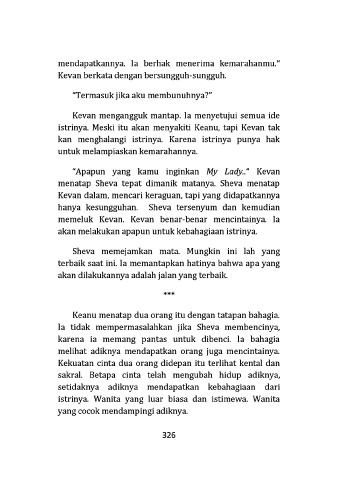 mendapatkannya. Ia berhak menerima kemarahanmu."
Kevan berkata dengan bersungguh-sungguh.
"Termasuk jika aku membunuhnya?"
Kevan mengangguk mantap. Ia menyetujui semua ide
istrinya. Meski itu akan menyakiti Keanu, tapi Kevan tak
kan menghalangi istrinya. Karena istrinya punya hak
untuk melampiaskan kemarahannya.
"Apapun yang kamu inginkan My Lady.." Kevan
menatap Sheva tepat dimanik matanya. Sheva menatap
Kevan dalam, mencari keraguan, tapi yang didapatkannya
hanya kesungguhan. Sheva tersenyum dan kemudian
memeluk Kevan. Kevan benar-benar mencintainya. Ia
akan melakukan apapun untuk kebahagiaan istrinya.
Sheva memejamkan mata. Mungkin ini lah yang
terbaik saat ini. Ia memantapkan hatinya bahwa apa yang
akan dilakukannya adalah jalan yang terbaik.
***
Keanu menatap dua orang itu dengan tatapan bahagia.
Ia tidak mempermasalahkan jika Sheva membencinya,
karena ia memang pantas untuk dibenci. Ia bahagia
melihat adiknya mendapatkan orang juga mencintainya.
Kekuatan cinta dua orang didepan itu terlihat kental dan
sakral. Betapa cinta telah mengubah hidup adiknya,
setidaknya adiknya mendapatkan kebahagiaan dari
istrinya. Wanita yang luar biasa dan istimewa. Wanita
yang cocok mendampingi adiknya.
326